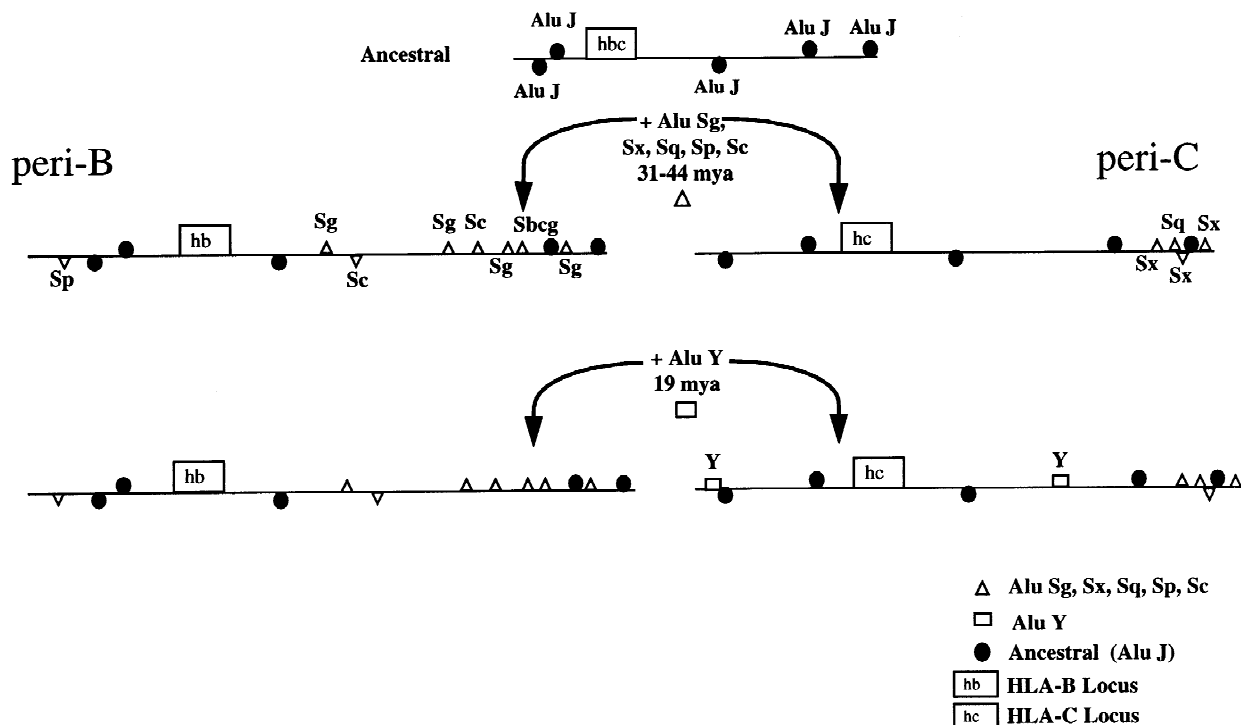 Alu J
hbc
Alu J
Alu J
Ancestral
Alu J
Alu J
peri-B
+ Alu Sg,
Sx, Sq, Sp, Sc
31-44 mya
peri-C
Sg
Sg
Sc
Sbcg
hb
Sp
Sc
Sg
Sg
Sq
Sx
hc
Sx
Sx
+ Alu Y
19 mya
hb
Y
hc
Y
Alu Sg, Sx, Sq, Sp, Sc
Alu Y
Ancestral (Alu J)
hb
HLA-B Locus
hc
HLA-C Locus